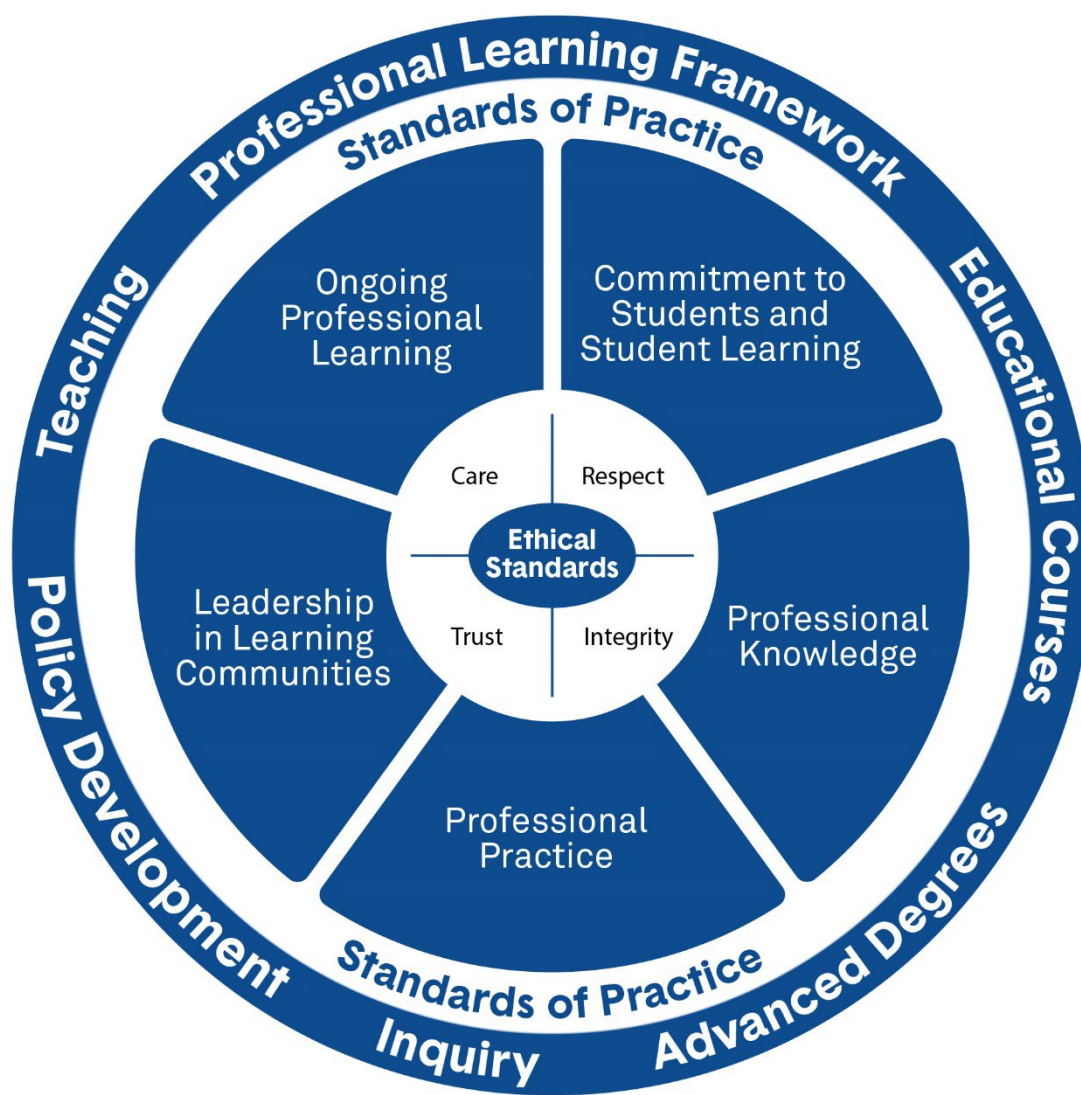 Professional Learning Framework
Educational Courses
Advanced Degrees
Inquiry
Policy Development
Teaching
Standards of Practice
Commitment to
Students and
Student Learning
Professional
Knowledge
Professional
Practice
Leadership
in Learning
Communities
Ongoing
Professional
Learning
Standards of Practice
Care
Respect
Ethical
Standards
Trust
Integrity